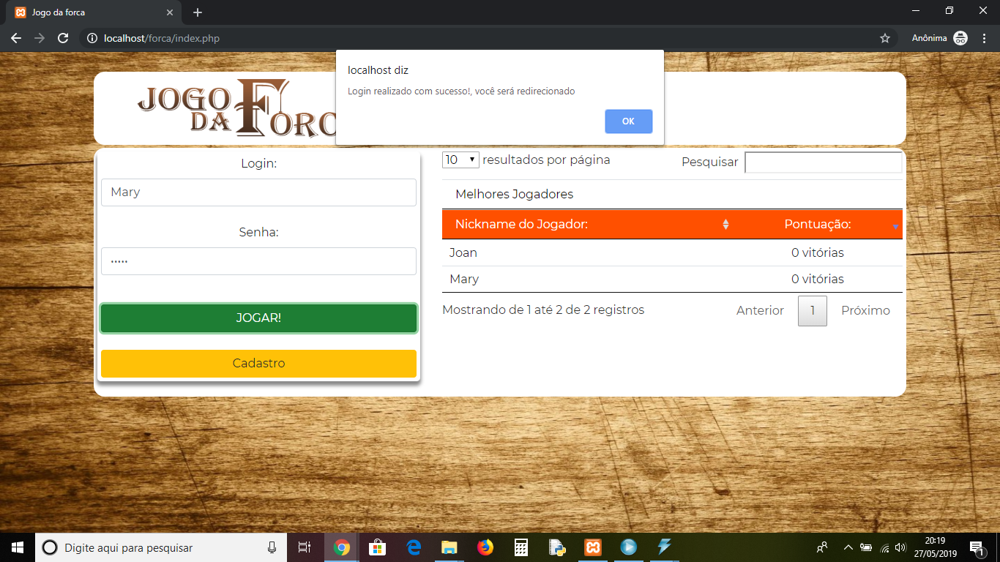 Jogo da forca
localhost/forca/index.php
Anônima
localhost diz
Login realizado com sucesso!, você será redirecionado
OK
JOGO
DA FORC
Login:
Mary
Senha:
•••••
JOGAR!
Cadastro
10 resultados por página
Pesquisar
Melhores Jogadores
Nickname do Jogador: Pontuação:
Joan 0 vitórias
Mary 0 vitórias
Mostrando de 1 até 2 de 2 registros
Anterior 1 Próximo
Digite aqui para pesquisar
20:19
27/05/2019
1